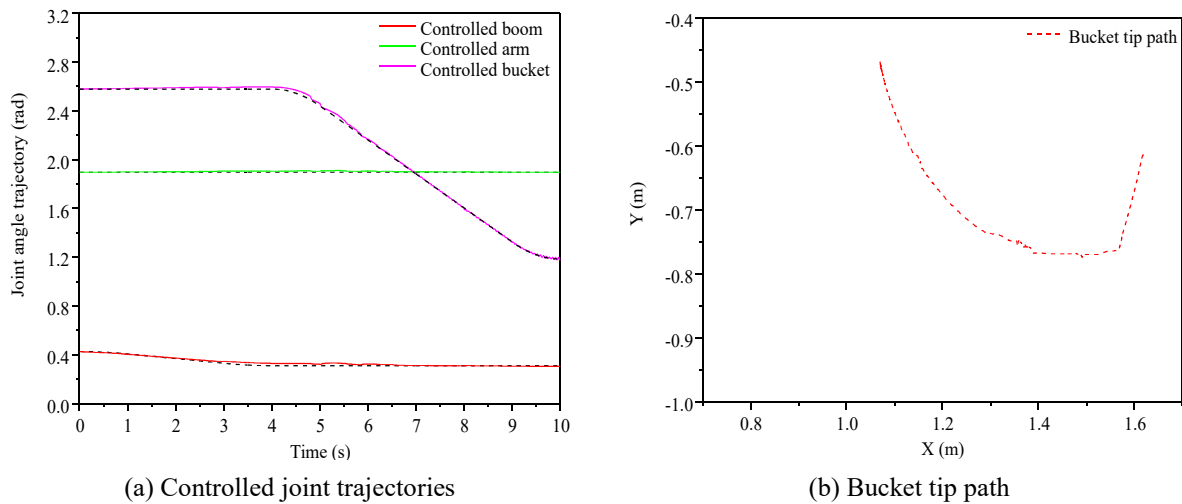 3.2
2.8
2.4
2.0
1.6
1.2
0.8
0.4
0.0
Joint angle trajectory (rad)
Controlled boom
Controlled arm
Controlled bucket
0 1 2 3 4 5 6 7 8 9 10
Time (s)
(a) Controlled joint trajectories
-0.4
-0.5
-0.6
-0.7
-0.8
-0.9
-1.0
Y (m)
Bucket tip path
0.8 1.0 1.2 1.4 1.6
X (m)
(b) Bucket tip path